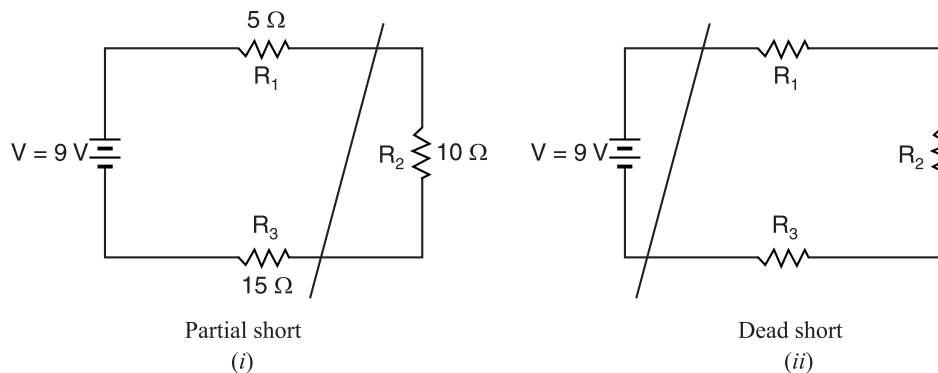 5 Ω
R1
V = 9 V
R2 10 Ω
R3
15 Ω
Partial short
(i)
R1
V = 9 V
R2
R3
Dead short
(ii)